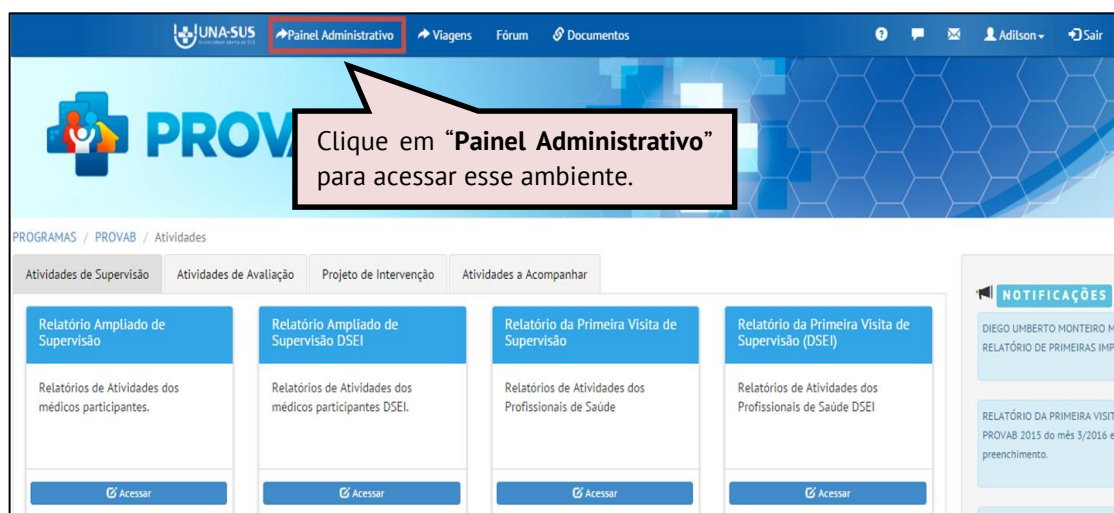 UNA-SUS
Painel Administrativo
Viagens
Fórum
Documentos
Adilson
Sair
PROV
Clique em “Painel Administrativo”
para acessar esse ambiente.
PROGRAMAS / PROVAB / Atividades
Atividades de Supervisão
Atividades de Avaliação
Projeto de Intervenção
Atividades a Acompanhar
Relatório Ampliado de
Supervisão
Relatórios de Atividades dos
médicos participantes.
Acessar
Relatório Ampliado de
Supervisão DSEI
Relatórios de Atividades dos
médicos participantes DSEI.
Acessar
Relatório da Primeira Visita de
Supervisão
Relatórios de Atividades dos
Profissionais de Saúde
Acessar
Relatório da Primeira Visita de
Supervisão (DSEI)
Relatórios de Atividades dos
Profissionais de Saúde DSEI
Acessar
NOTIFICAÇÕES
DIEGO UMBERTO MONTEIRO M
RELATÓRIO DE PRIMEIRAS IMP
RELATÓRIO DA PRIMEIRA VISIT
PROVAB 2015 do mês 3/2016 e
preenchimento.